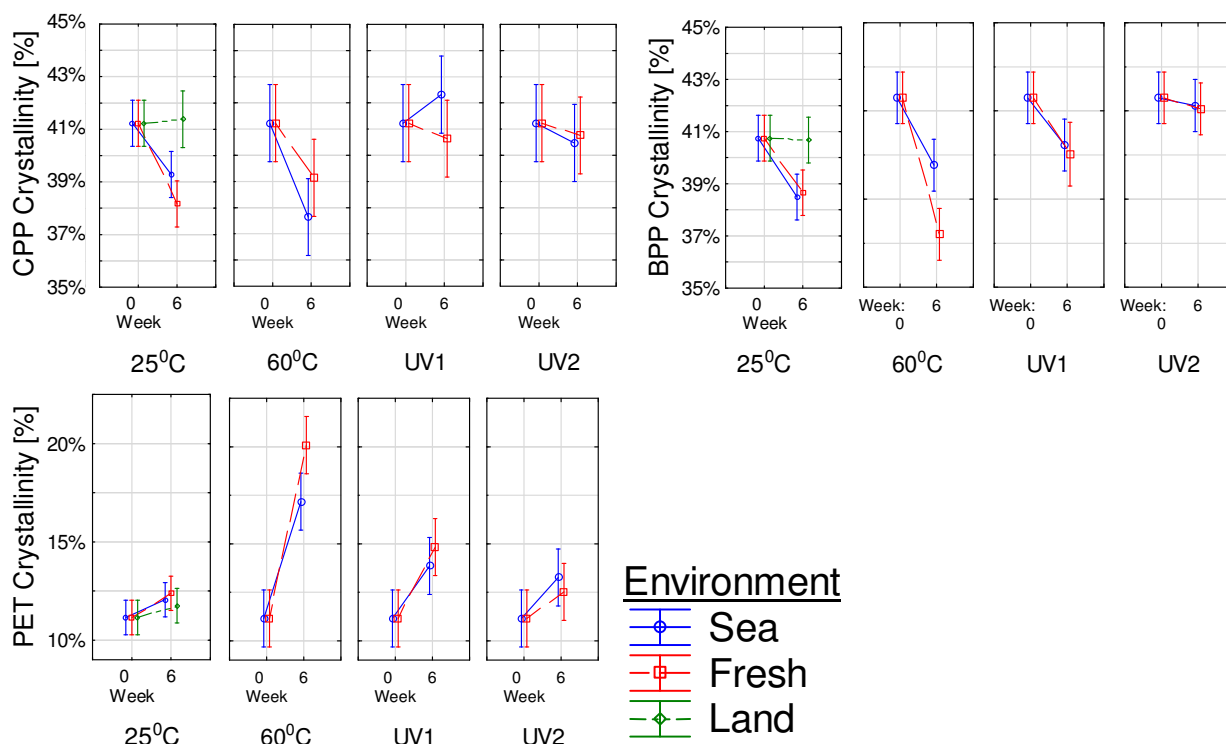 CPP Crystallinity [%]
45%
43%
41%
39%
37%
35%
0 6
Week
25⁰C
0 6
Week
60⁰C
0 6
Week
UV1
0 6
Week
UV2
BPP Crystallinity [%]
45%
43%
41%
39%
37%
35%
0 6
Week
25⁰C
Week: 6
0
60⁰C
Week: 6
0
UV1
Week: 6
0
UV2
PET Crystallinity [%]
20%
15%
10%
0 6
Week
25⁰C
0 6
Week
60⁰C
0 6
Week
UV1
0 6
Week
UV2
Environment
Sea
Fresh
Land